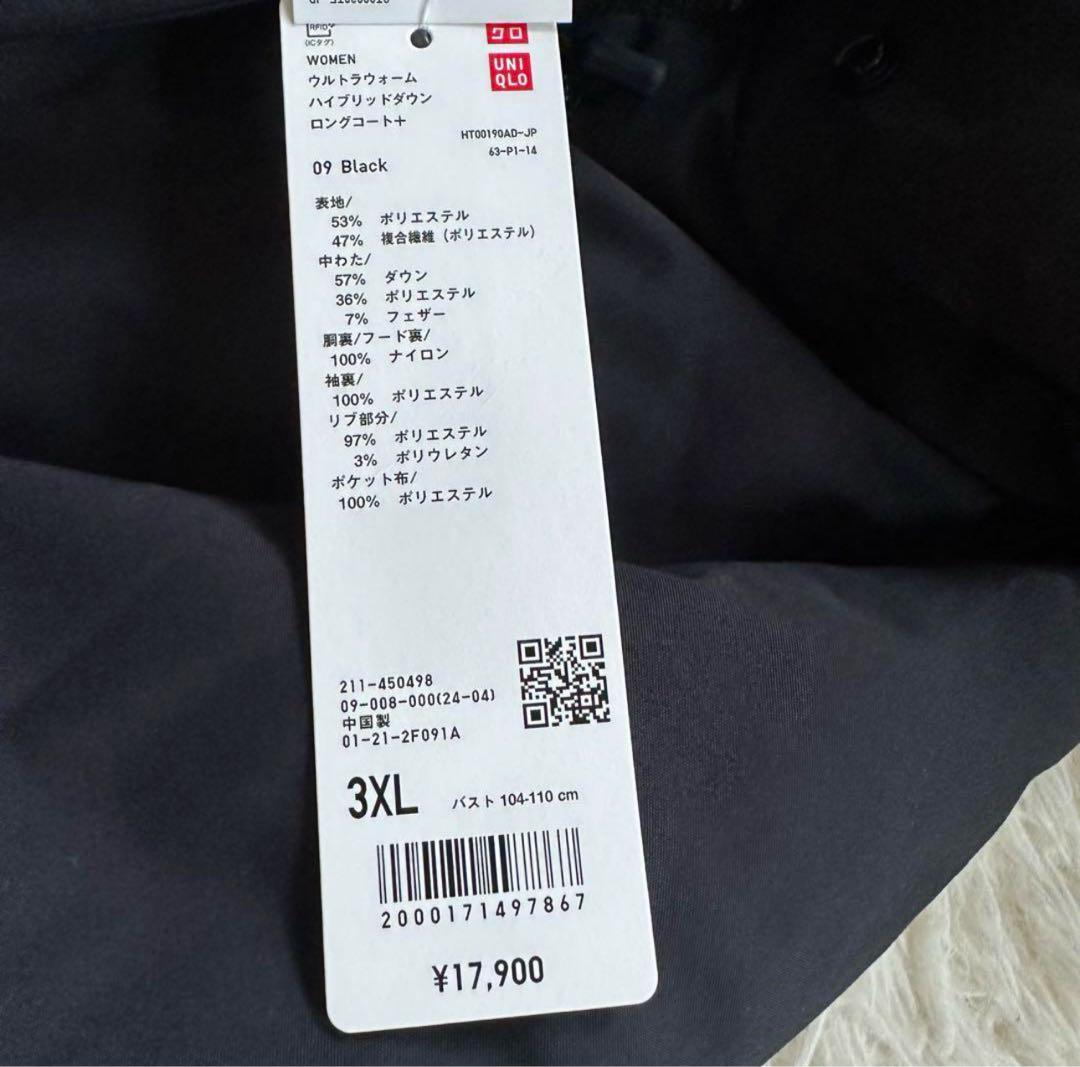 RFID
(ICタグ)
クロ
UNI
QLO
WOMEN
ウルトラウォーム
ハイブリッドダウン
ロングコート+
HT00190AD-JP
63-P1-14
09 Black
表地/
53% ポリエステル
47% 複合繊維(ポリエステル)
中わた/
57% ダウン
36% ポリエステル
7% フェザー
胴裏/フード裏/
100% ナイロン
袖裏/
100% ポリエステル
リブ部分/
97% ポリエステル
3% ポリウレタン
ポケット布/
100% ポリエステル
211-450498
09-008-000(24-04)
中国製
01-21-2F091A
3XL バスト 104-110 cm
2000171497867
¥17,900